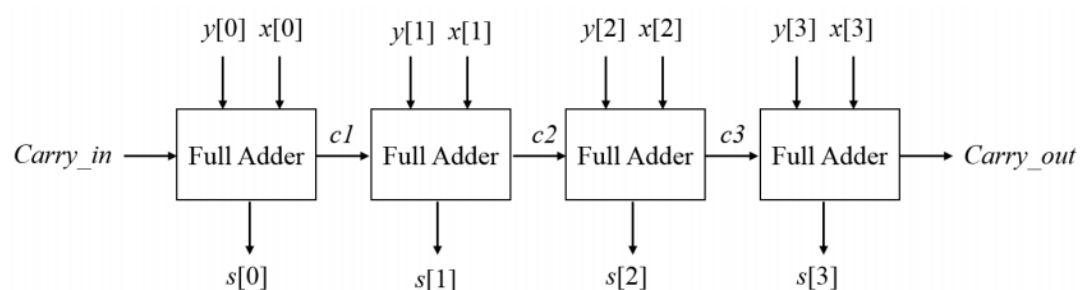 y[0] x[0] y[1] x[1] y[2] x[2] y[3] x[3]
c1 c2 c3
Carry_in Full Adder Full Adder Full Adder Full Adder Carry_out
s[0] s[1] s[2] s[3]